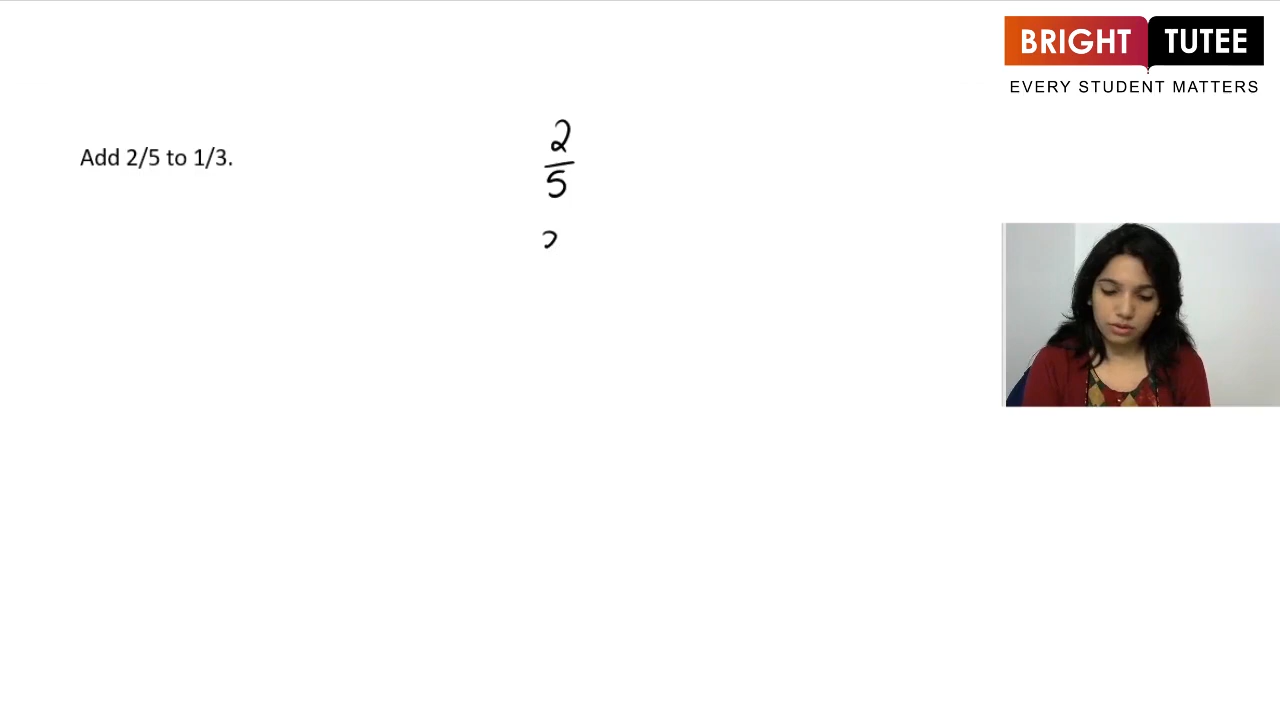 BRIGHT TUTEE
EVERY STUDENT MATTERS
Add 2/5 to 1/3.
2
5